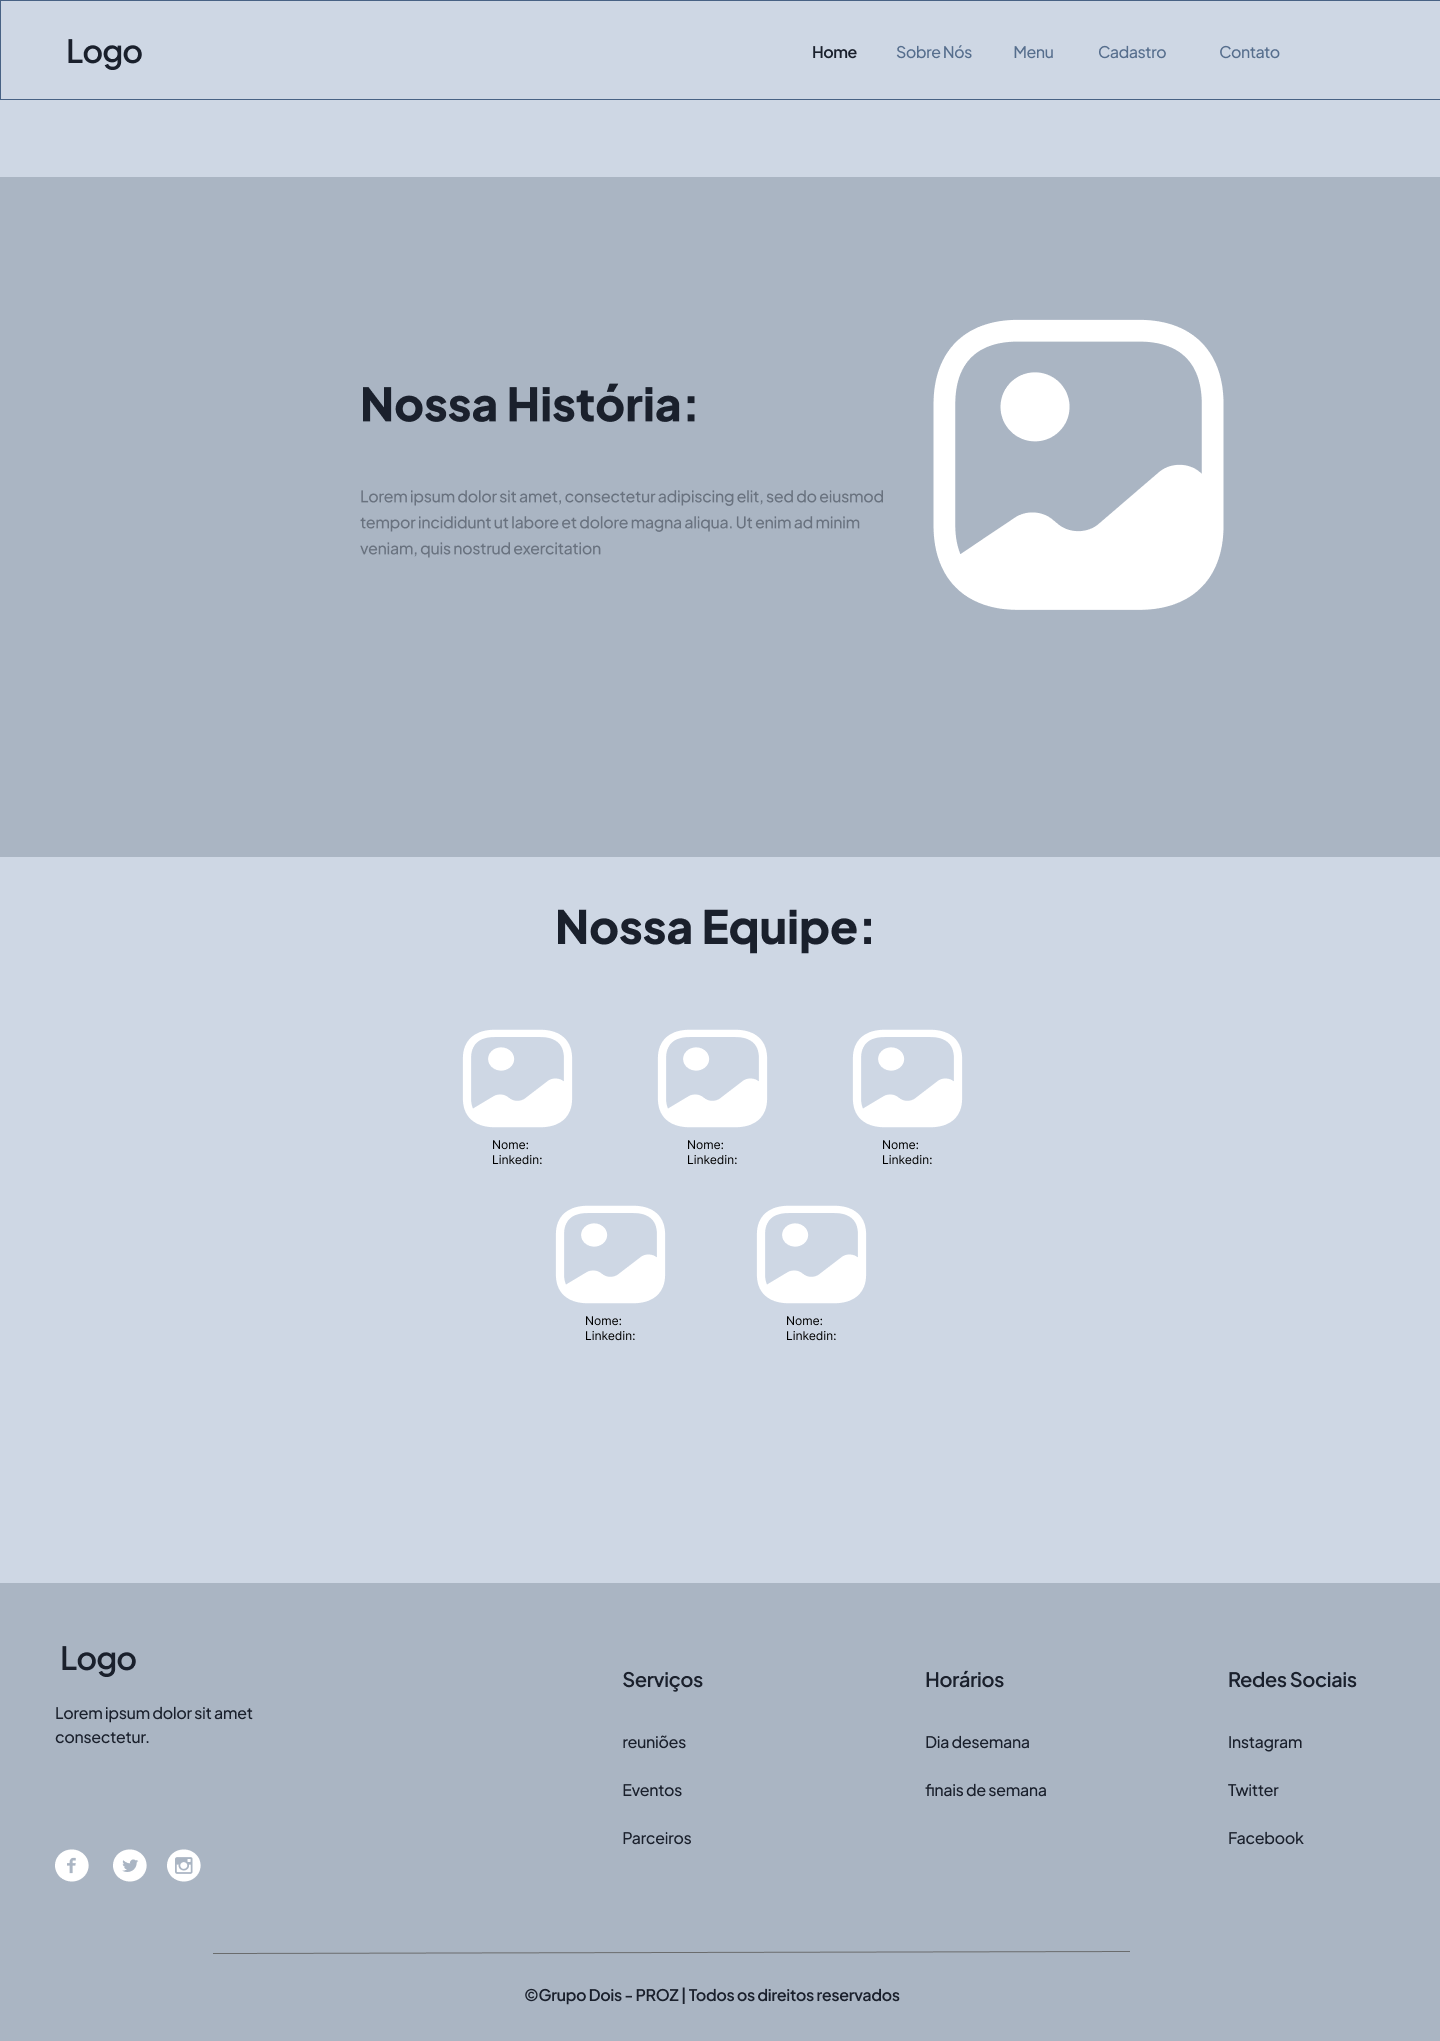 Logo
Home
Sobre Nós
Menu
Cadastro
Contato
Nossa História:
Lorem ipsum dolor sit amet, consectetur adipiscing elit, sed do eiusmod
tempor incididunt ut labore et dolore magna aliqua. Ut enim ad minim
veniam, quis nostrud exercitation
Nossa Equipe:
Nome:
Linkedin:
Nome:
Linkedin:
Nome:
Linkedin:
Nome:
Linkedin:
Nome:
Linkedin:
Logo
Lorem ipsum dolor sit amet
consectetur.
Serviços
reuniões
Eventos
Parceiros
Horários
Dia desemana
finais de semana
Redes Sociais
Instagram
Twitter
Facebook
©Grupo Dois - PROZ | Todos os direitos reservados